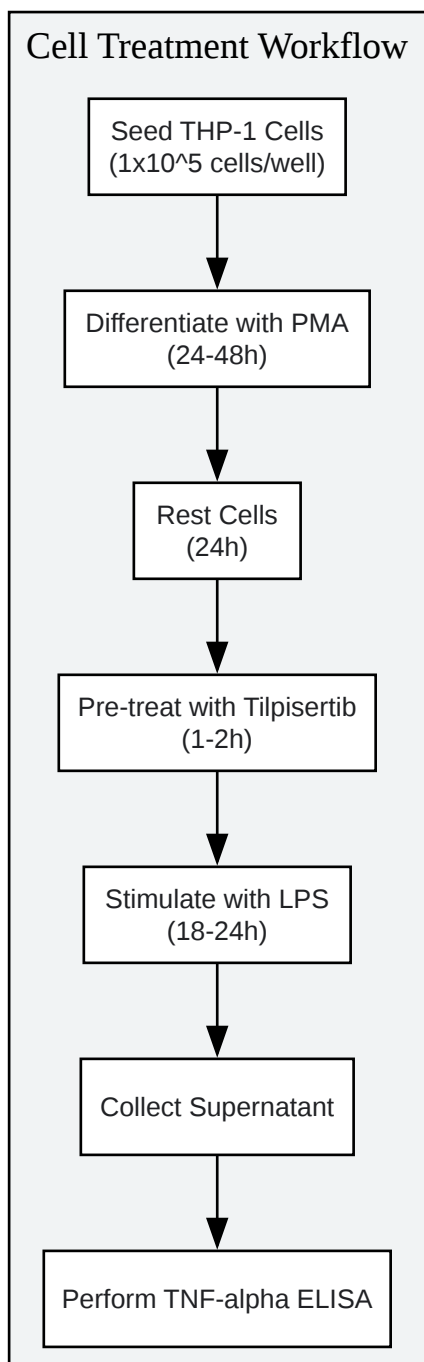 Cell Treatment Workflow
Seed THP-1 Cells
(1x10^5 cells/well)
Differentiate with PMA
(24-48h)
Rest Cells
(24h)
Pre-treat with Tilpisertib
(1-2h)
Stimulate with LPS
(18-24h)
Collect Supernatant
Perform TNF-alpha ELISA